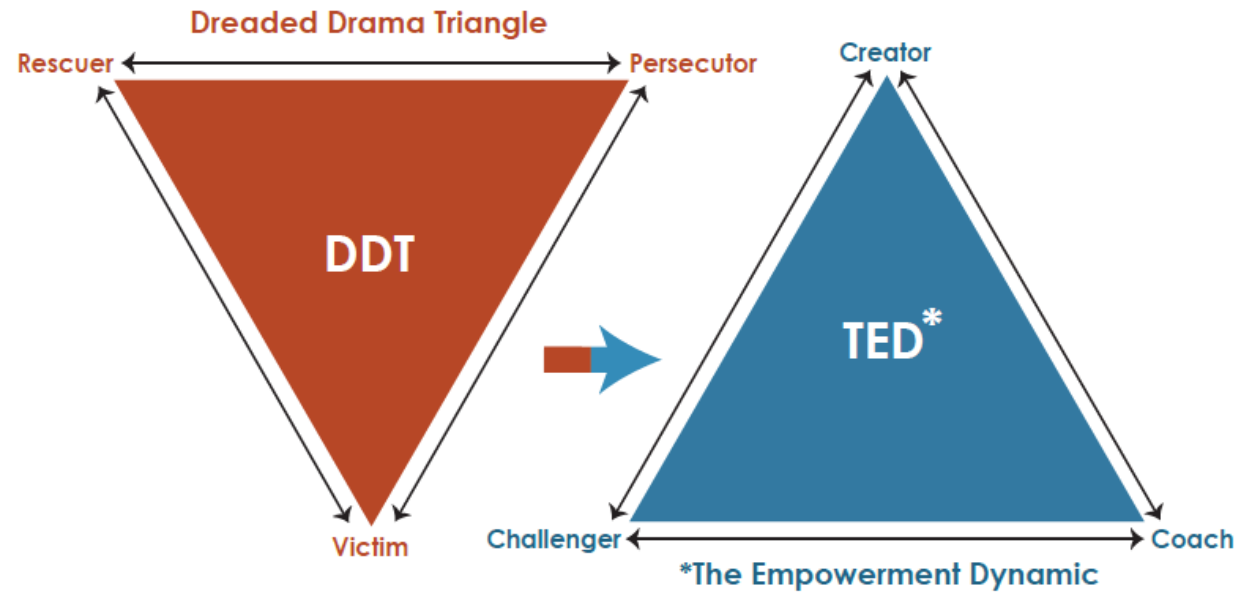 Dreaded Drama Triangle
Rescuer
Persecutor
DDT
Victim
Creator
TED*
Challenger
Coach
*The Empowerment Dynamic